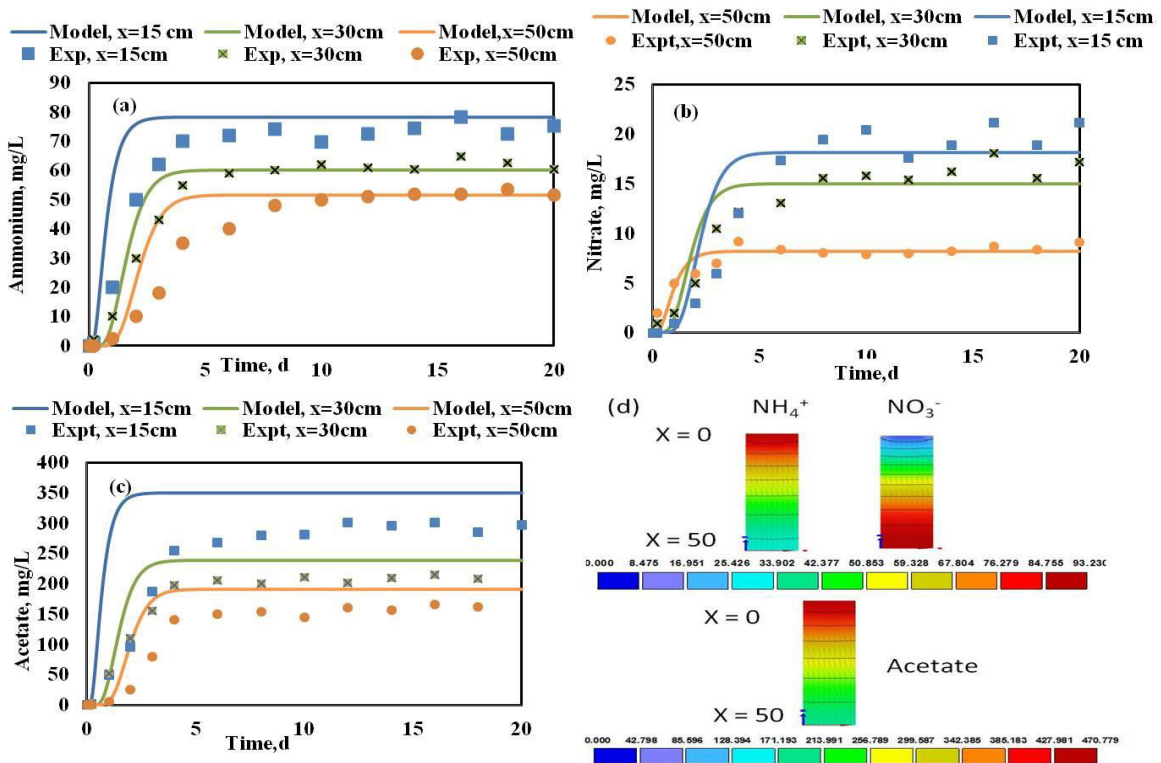 Model, x=15 cm Model, x=30cm Model,x=50cm
Exp, x=15cm Exp, x=30cm Exp, x=50cm
(a)
Ammonium, mg/L
90
80
70
60
50
40
30
20
10
0
0 5 10 15 20
Time, d
Model, x=50cm Model, x=30cm Model, x=15cm
Expt,x=50cm Expt, x=30cm Expt, x=15 cm
(b)
Nitrate, mg/L
25
20
15
10
5
0
0 5 10 15 20
Time,d
Model, x=15cm Model, x=30cm Model, x=50cm
Expt, x=15cm Expt, x=30cm Expt, x=50cm
(c)
Acetate, mg/L
400
350
300
250
200
150
100
50
0
0 5 10 15 20
Time,d
(d)
NH₄⁺ NO₃⁻
X = 0
X = 50
0.000 8.475 16.951 25.426 33.902 42.377 50.853 59.328 67.804 76.279 84.755 93.230
X = 0
Acetate
X = 50
0.000 42.798 85.596 128.394 171.193 213.991 256.789 299.587 342.385 385.183 427.981 470.779